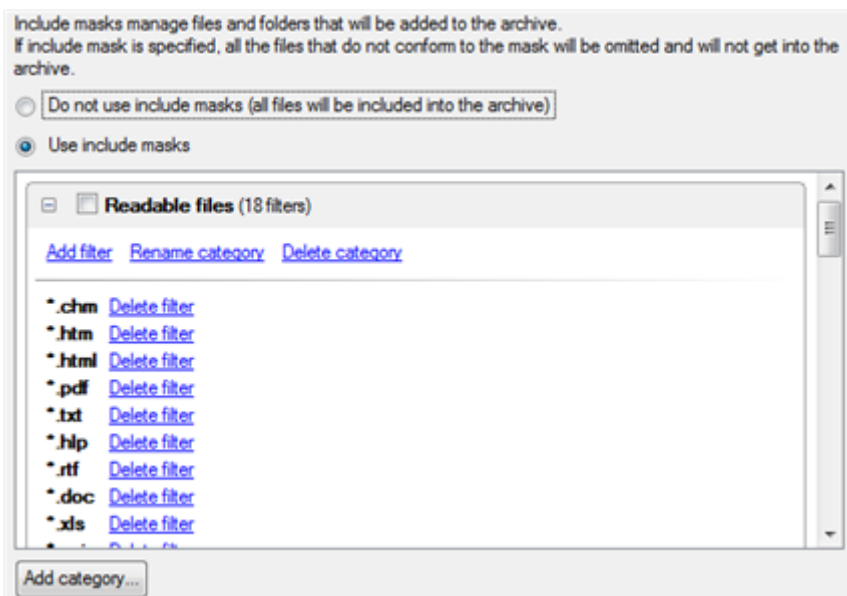 Include masks manage files and folders that will be added to the archive.
If include mask is specified, all the files that do not conform to the mask will be omitted and will not get into the
archive.
Do not use include masks (all files will be included into the archive)
Use include masks
Readable files (18 filters)
Add filter Rename category Delete category
*.chm Delete filter
*.htm Delete filter
*.html Delete filter
*.pdf Delete filter
*.txt Delete filter
*.hlp Delete filter
*.rtf Delete filter
*.doc Delete filter
*.xls Delete filter
Add category...